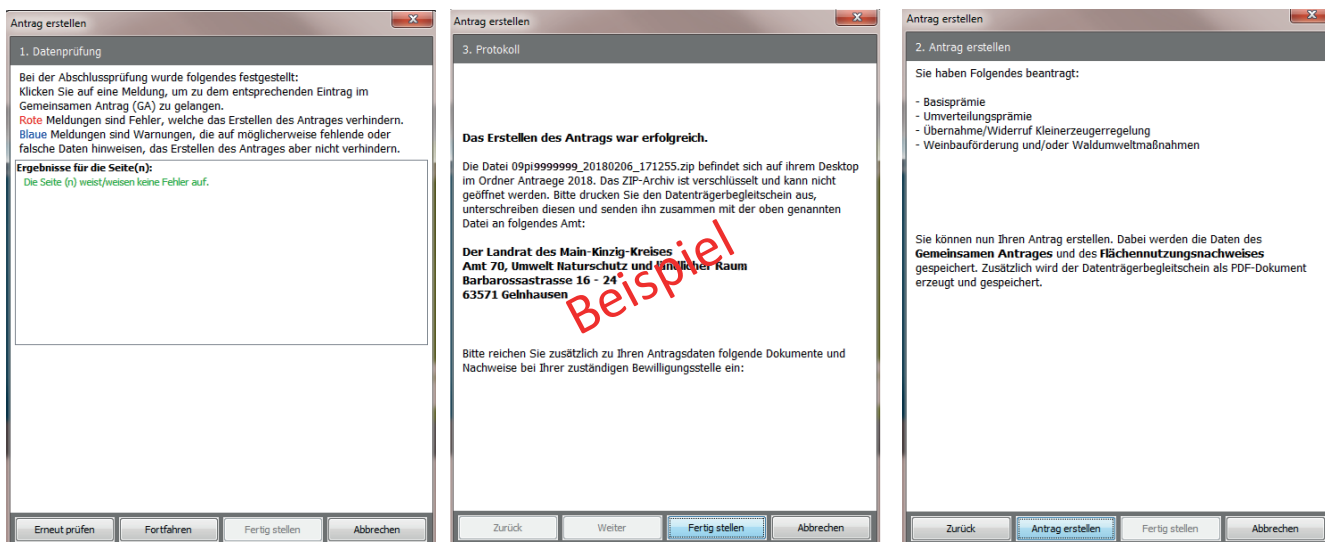 Antrag erstellen
1. Datenprüfung
Bei der Abschlussprüfung wurde folgendes festgestellt:
Klicken Sie auf eine Meldung, um zu dem entsprechenden Eintrag im
Gemeinsamen Antrag (GA) zu gelangen.
Rote Meldungen sind Fehler, welche das Erstellen des Antrages verhindern.
Blaue Meldungen sind Warnungen, die auf möglicherweise fehlende oder
falsche Daten hinweisen, das Erstellen des Antrages aber nicht verhindern.
Ergebnisse für die Seite(n):
Die Seite (n) weist/weisen keine Fehler auf.
Erneut prüfen
Fortfahren
Fertig stellen
Abbrechen
Antrag erstellen
3. Protokoll
Das Erstellen des Antrags war erfolgreich.
Die Datei 09pi9999999_20180206_171255.zip befindet sich auf ihrem Desktop
im Ordner Antraege 2018. Das ZIP-Archiv ist verschlüsselt und kann nicht
geöffnet werden. Bitte drucken Sie den Datenträgerbegleitschein aus,
unterschreiben diesen und senden ihn zusammen mit der oben genannten
Datei an folgendes Amt:
Der Landrat des Main-Kinzig-Kreises
Amt 70, Umwelt Naturschutz und ländlicher Raum
Barbarossastrasse 16 - 24
63571 Gelnhausen
Beispiel
Bitte reichen Sie zusätzlich zu Ihren Antragsdaten folgende Dokumente und
Nachweise bei Ihrer zuständigen Bewilligungsstelle ein:
Zurück
Weiter
Fertig stellen
Abbrechen
Antrag erstellen
2. Antrag erstellen
Sie haben Folgendes beantragt:
- Basisprämie
- Umverteilungsprämie
- Übernahme/Widerruf Kleinerzeugerregelung
- Weinbauförderung und/oder Waldumweltmaßnahmen
Sie können nun Ihren Antrag erstellen. Dabei werden die Daten des
Gemeinsamen Antrages und des Flächennutzungsnachweises
gespeichert. Zusätzlich wird der Datenträgerbegleitschein als PDF-Dokument
erzeugt und gespeichert.
Zurück
Antrag erstellen
Fertig stellen
Abbrechen